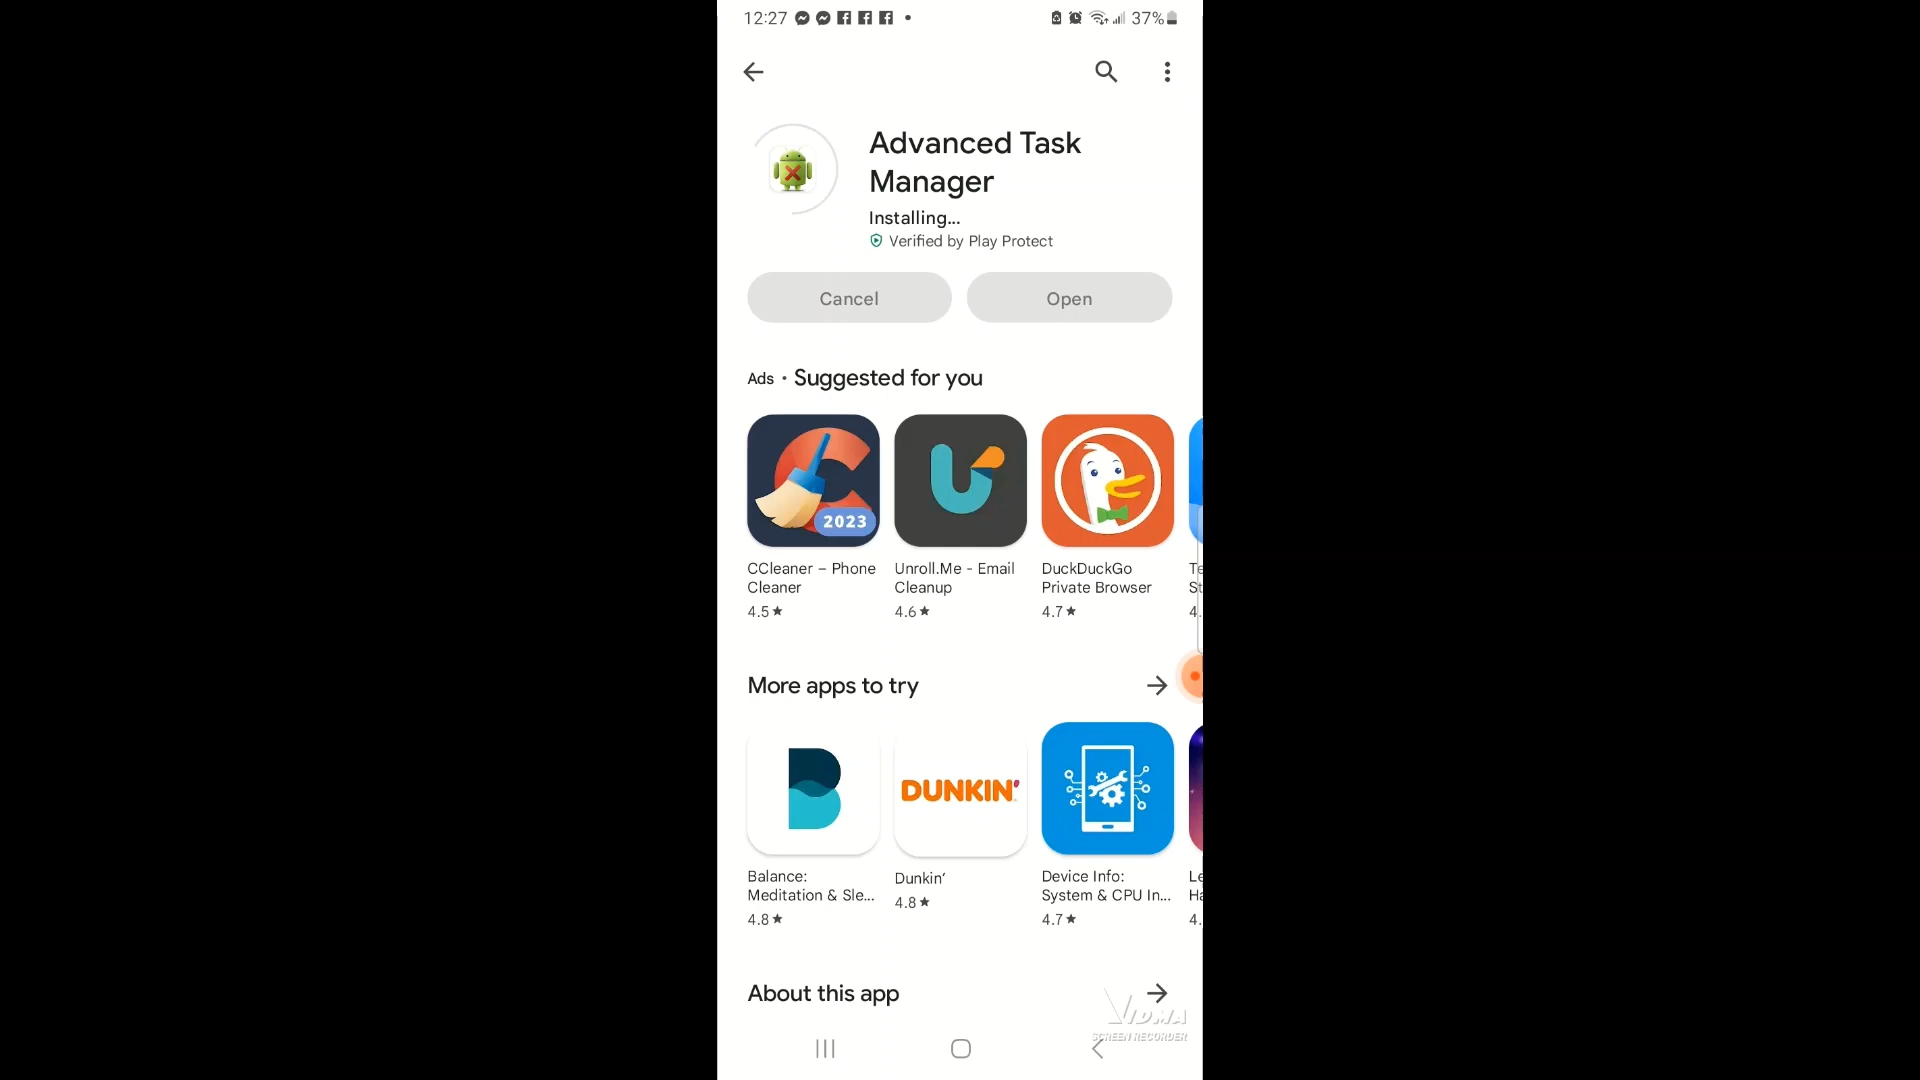 12:27
37%
Advanced Task
Manager
Installing...
Verified by Play Protect
Cancel
Open
Ads • Suggested for you
2023
CCleaner – Phone
Cleaner
4.5★
Unroll.Me - Email
Cleanup
4.6★
DuckDuckGo
Private Browser
4.7★
More apps to try
DUNKIN'
Balance:
Meditation & Sle...
4.8★
Dunkin'
4.8★
Device Info:
System & CPU In...
4.7★
About this app
VIDMA
SCREEN RECORDER